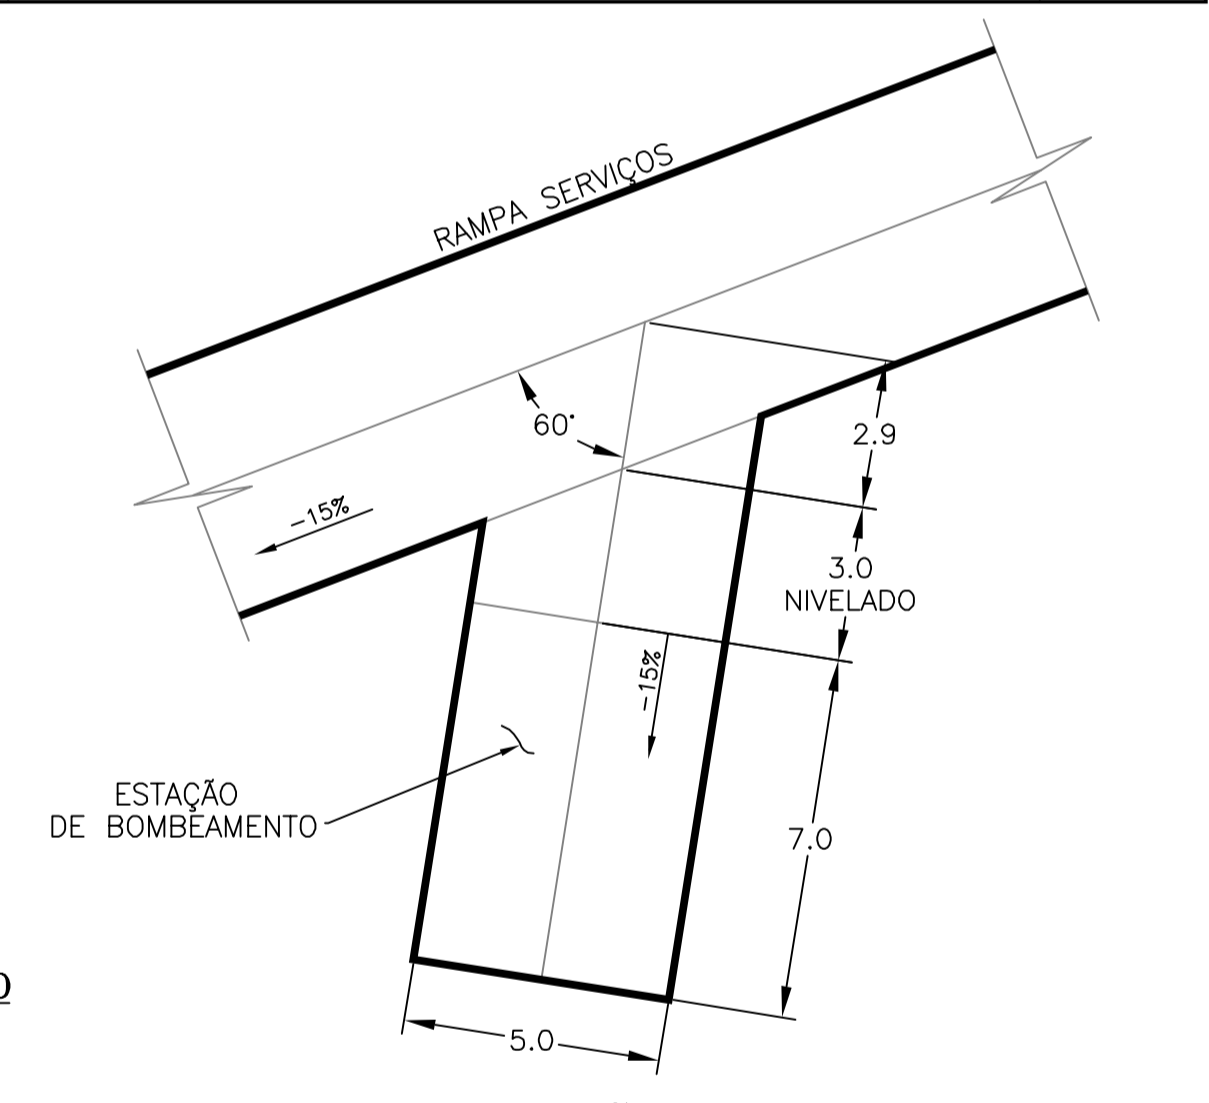 RAMPA SERVIÇOS
60°
2.9
-15%
3.0
NIVELADO
-15%
ESTAÇÃO
DE BOMBEAMENTO
7.0
5.0